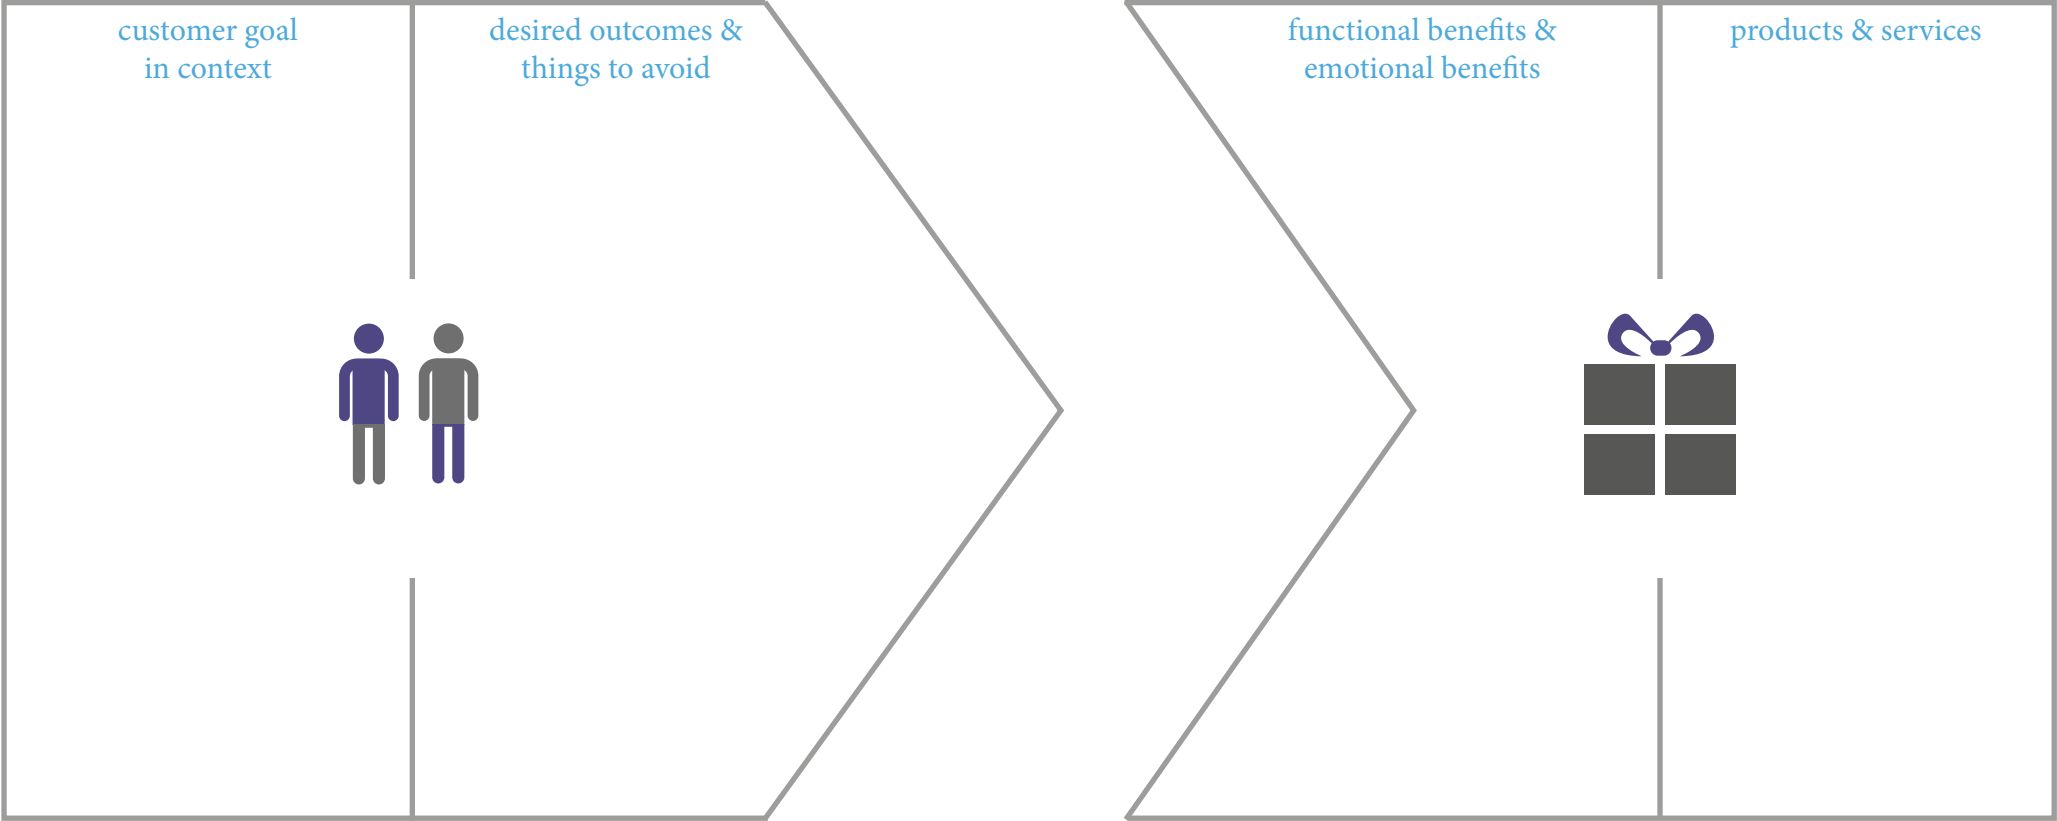 customer goal
in context
desired outcomes &
things to avoid
functional benefits &
emotional benefits
products & services